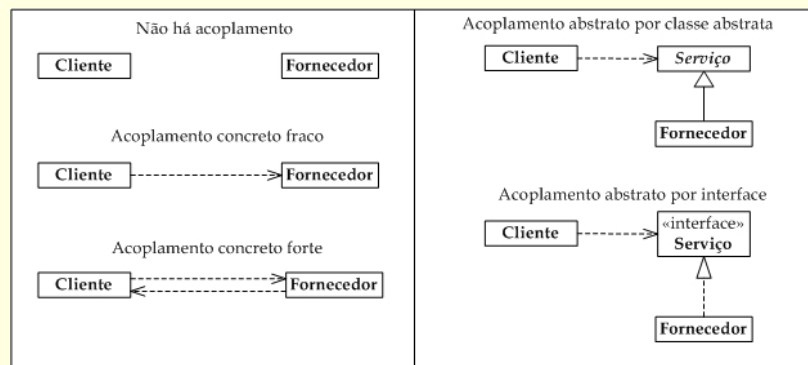 Não há acoplamento
Cliente
Fornecedor
Acoplamento concreto fraco
Cliente
Fornecedor
Acoplamento concreto forte
Cliente
Fornecedor
Acoplamento abstrato por classe abstrata
Cliente
Serviço
Fornecedor
Acoplamento abstrato por interface
Cliente
«interface»
Serviço
Fornecedor